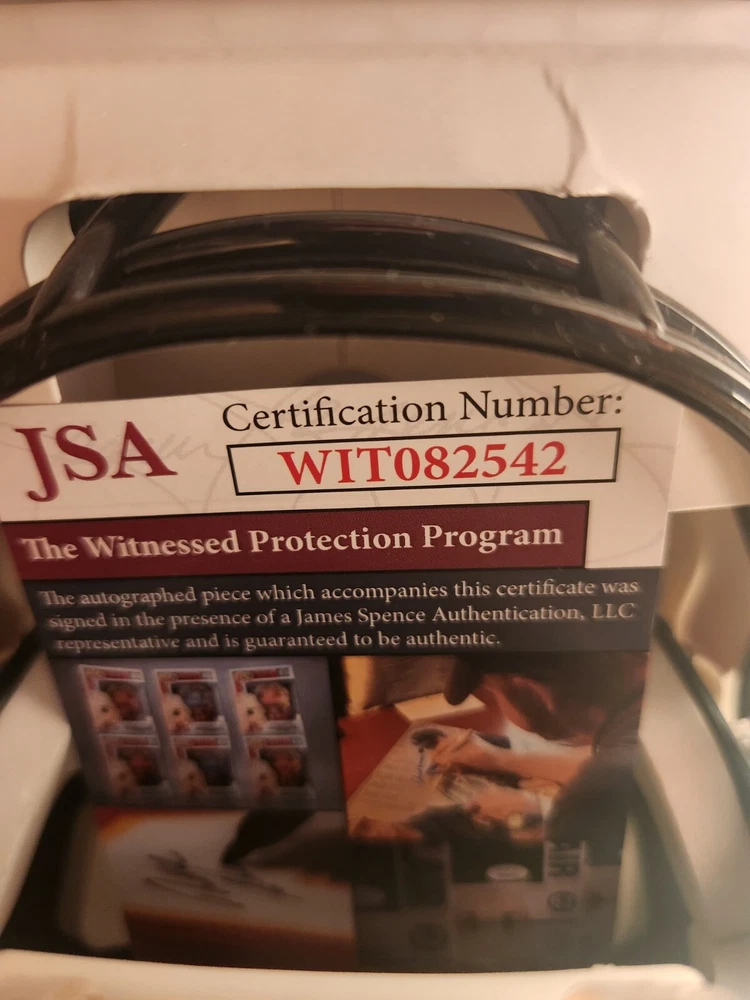 JSA
Certification Number:
WIT082542
The Witnessed Protection Program
The autographed piece which accompanies this certificate was
signed in the presence of a James Spence Authentication, LLC
representative and is guaranteed to be authentic.